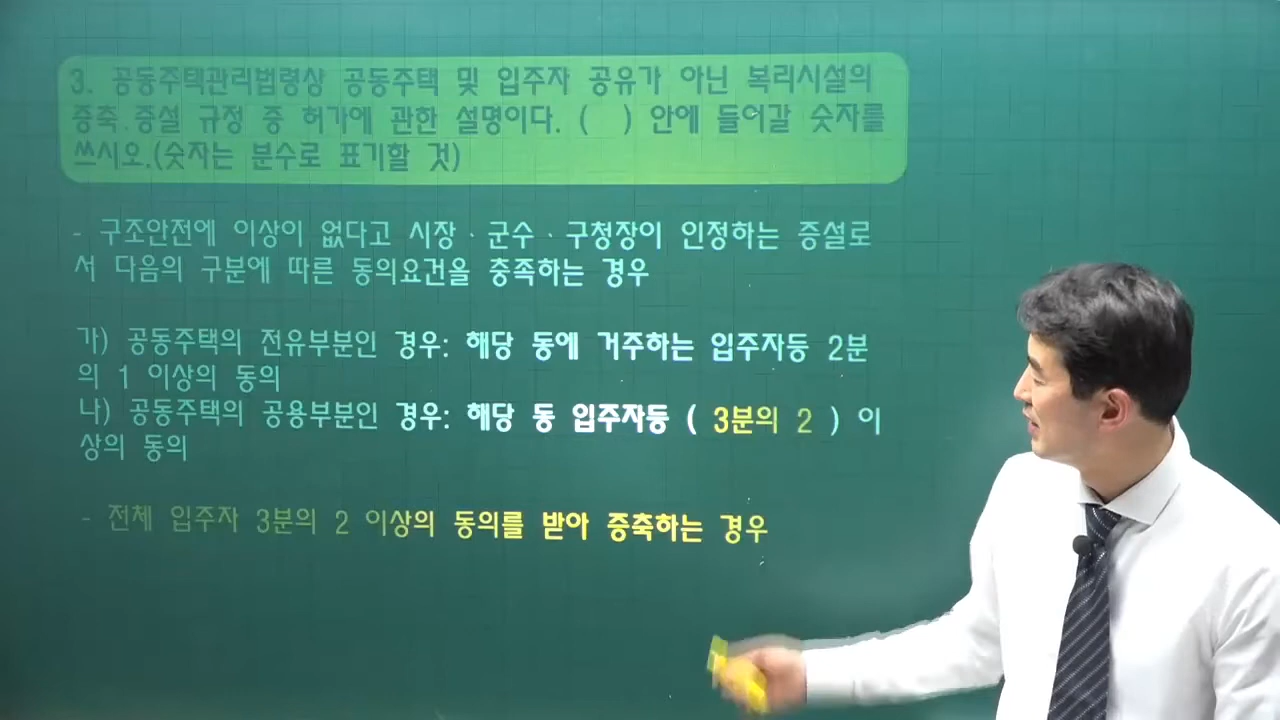 3. 공동주택관리법령상 공동주택 및 입주자 공유가 아닌 복리시설의
증축·증설 규정 중 허가에 관한 설명이다. (   ) 안에 들어갈 숫자를
쓰시오.(숫자는 분수로 표기할 것)
- 구조안전에 이상이 없다고 시장·군수·구청장이 인정하는 증설로
서 다음의 구분에 따른 동의요건을 충족하는 경우
가) 공동주택의 전유부분인 경우: 해당 동에 거주하는 입주자등 2분
의 1 이상의 동의
나) 공동주택의 공용부분인 경우: 해당 동 입주자등 ( 3분의 2 ) 이
상의 동의
- 전체 입주자 3분의 2 이상의 동의를 받아 증축하는 경우